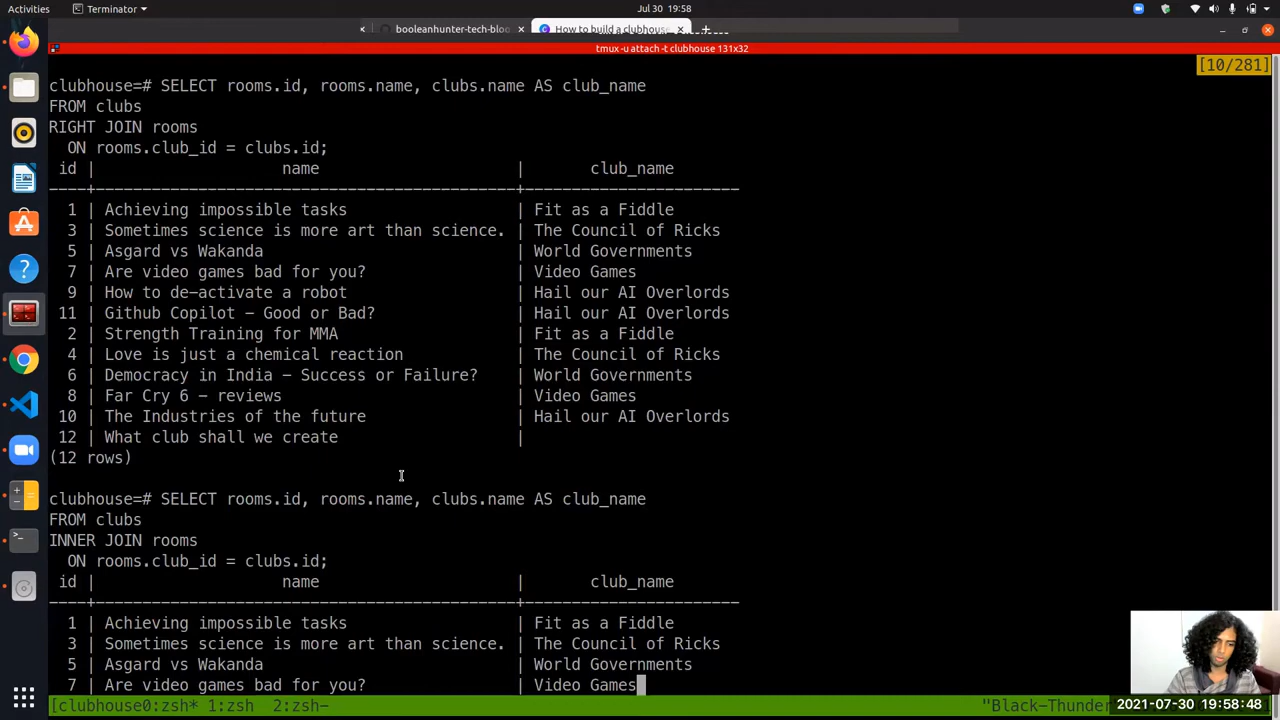 Activities
Terminator
Jul 30 19:58
booleanhunter-tech-blo
How to build a clubhouse
tmux -u attach -t clubhouse 131x32
[10/281]
clubhouse=# SELECT rooms.id, rooms.name, clubs.name AS club_name
FROM clubs
RIGHT JOIN rooms
ON rooms.club_id = clubs.id;
id | name | club_name
----+----------------------------------------------+-----------------------
1 | Achieving impossible tasks | Fit as a Fiddle
3 | Sometimes science is more art than science. | The Council of Ricks
5 | Asgard vs Wakanda | World Governments
7 | Are video games bad for you? | Video Games
9 | How to de-activate a robot | Hail our AI Overlords
11 | Github Copilot - Good or Bad? | Hail our AI Overlords
2 | Strength Training for MMA | Fit as a Fiddle
4 | Love is just a chemical reaction | The Council of Ricks
6 | Democracy in India - Success or Failure? | World Governments
8 | Far Cry 6 - reviews | Video Games
10 | The Industries of the future | Hail our AI Overlords
12 | What club shall we create |
(12 rows)
clubhouse=# SELECT rooms.id, rooms.name, clubs.name AS club_name
FROM clubs
INNER JOIN rooms
ON rooms.club_id = clubs.id;
id | name | club_name
----+----------------------------------------------+-----------------------
1 | Achieving impossible tasks | Fit as a Fiddle
3 | Sometimes science is more art than science. | The Council of Ricks
5 | Asgard vs Wakanda | World Governments
7 | Are video games bad for you? | Video Games
[clubhouse0:zsh* 1:zsh 2:zsh- "Black-Thunder
2021-07-30 19:58:48